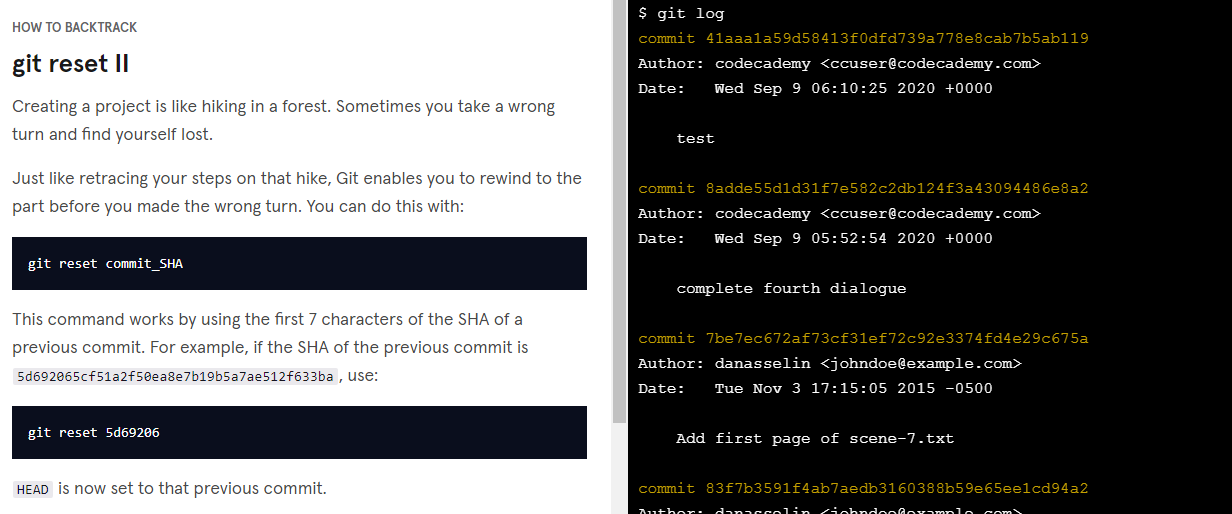 HOW TO BACKTRACK
git reset II
Creating a project is like hiking in a forest. Sometimes you take a wrong
turn and find yourself lost.
Just like retracing your steps on that hike, Git enables you to rewind to the
part before you made the wrong turn. You can do this with:
git reset commit_SHA
This command works by using the first 7 characters of the SHA of a
previous commit. For example, if the SHA of the previous commit is
5d692065cf51a2f50ea8e7b19b5a7ae512f633ba, use:
git reset 5d69206
HEAD is now set to that previous commit.
$ git log
commit 41aaa1a59d58413f0dfd739a778e8cab7b5ab119
Author: codecademy <ccuser@codecademy.com>
Date:   Wed Sep 9 06:10:25 2020 +0000
test
commit 8adde55d1d31f7e582c2db124f3a43094486e8a2
Author: codecademy <ccuser@codecademy.com>
Date:   Wed Sep 9 05:52:54 2020 +0000
complete fourth dialogue
commit 7be7ec672af73cf31ef72c92e3374fd4e29c675a
Author: danasselin <johndoe@example.com>
Date:   Tue Nov 3 17:15:05 2015 -0500
Add first page of scene-7.txt
commit 83f7b3591f4ab7aedb3160388b59e65ee1cd94a2
Author: danasselin <johndoe@example.com>